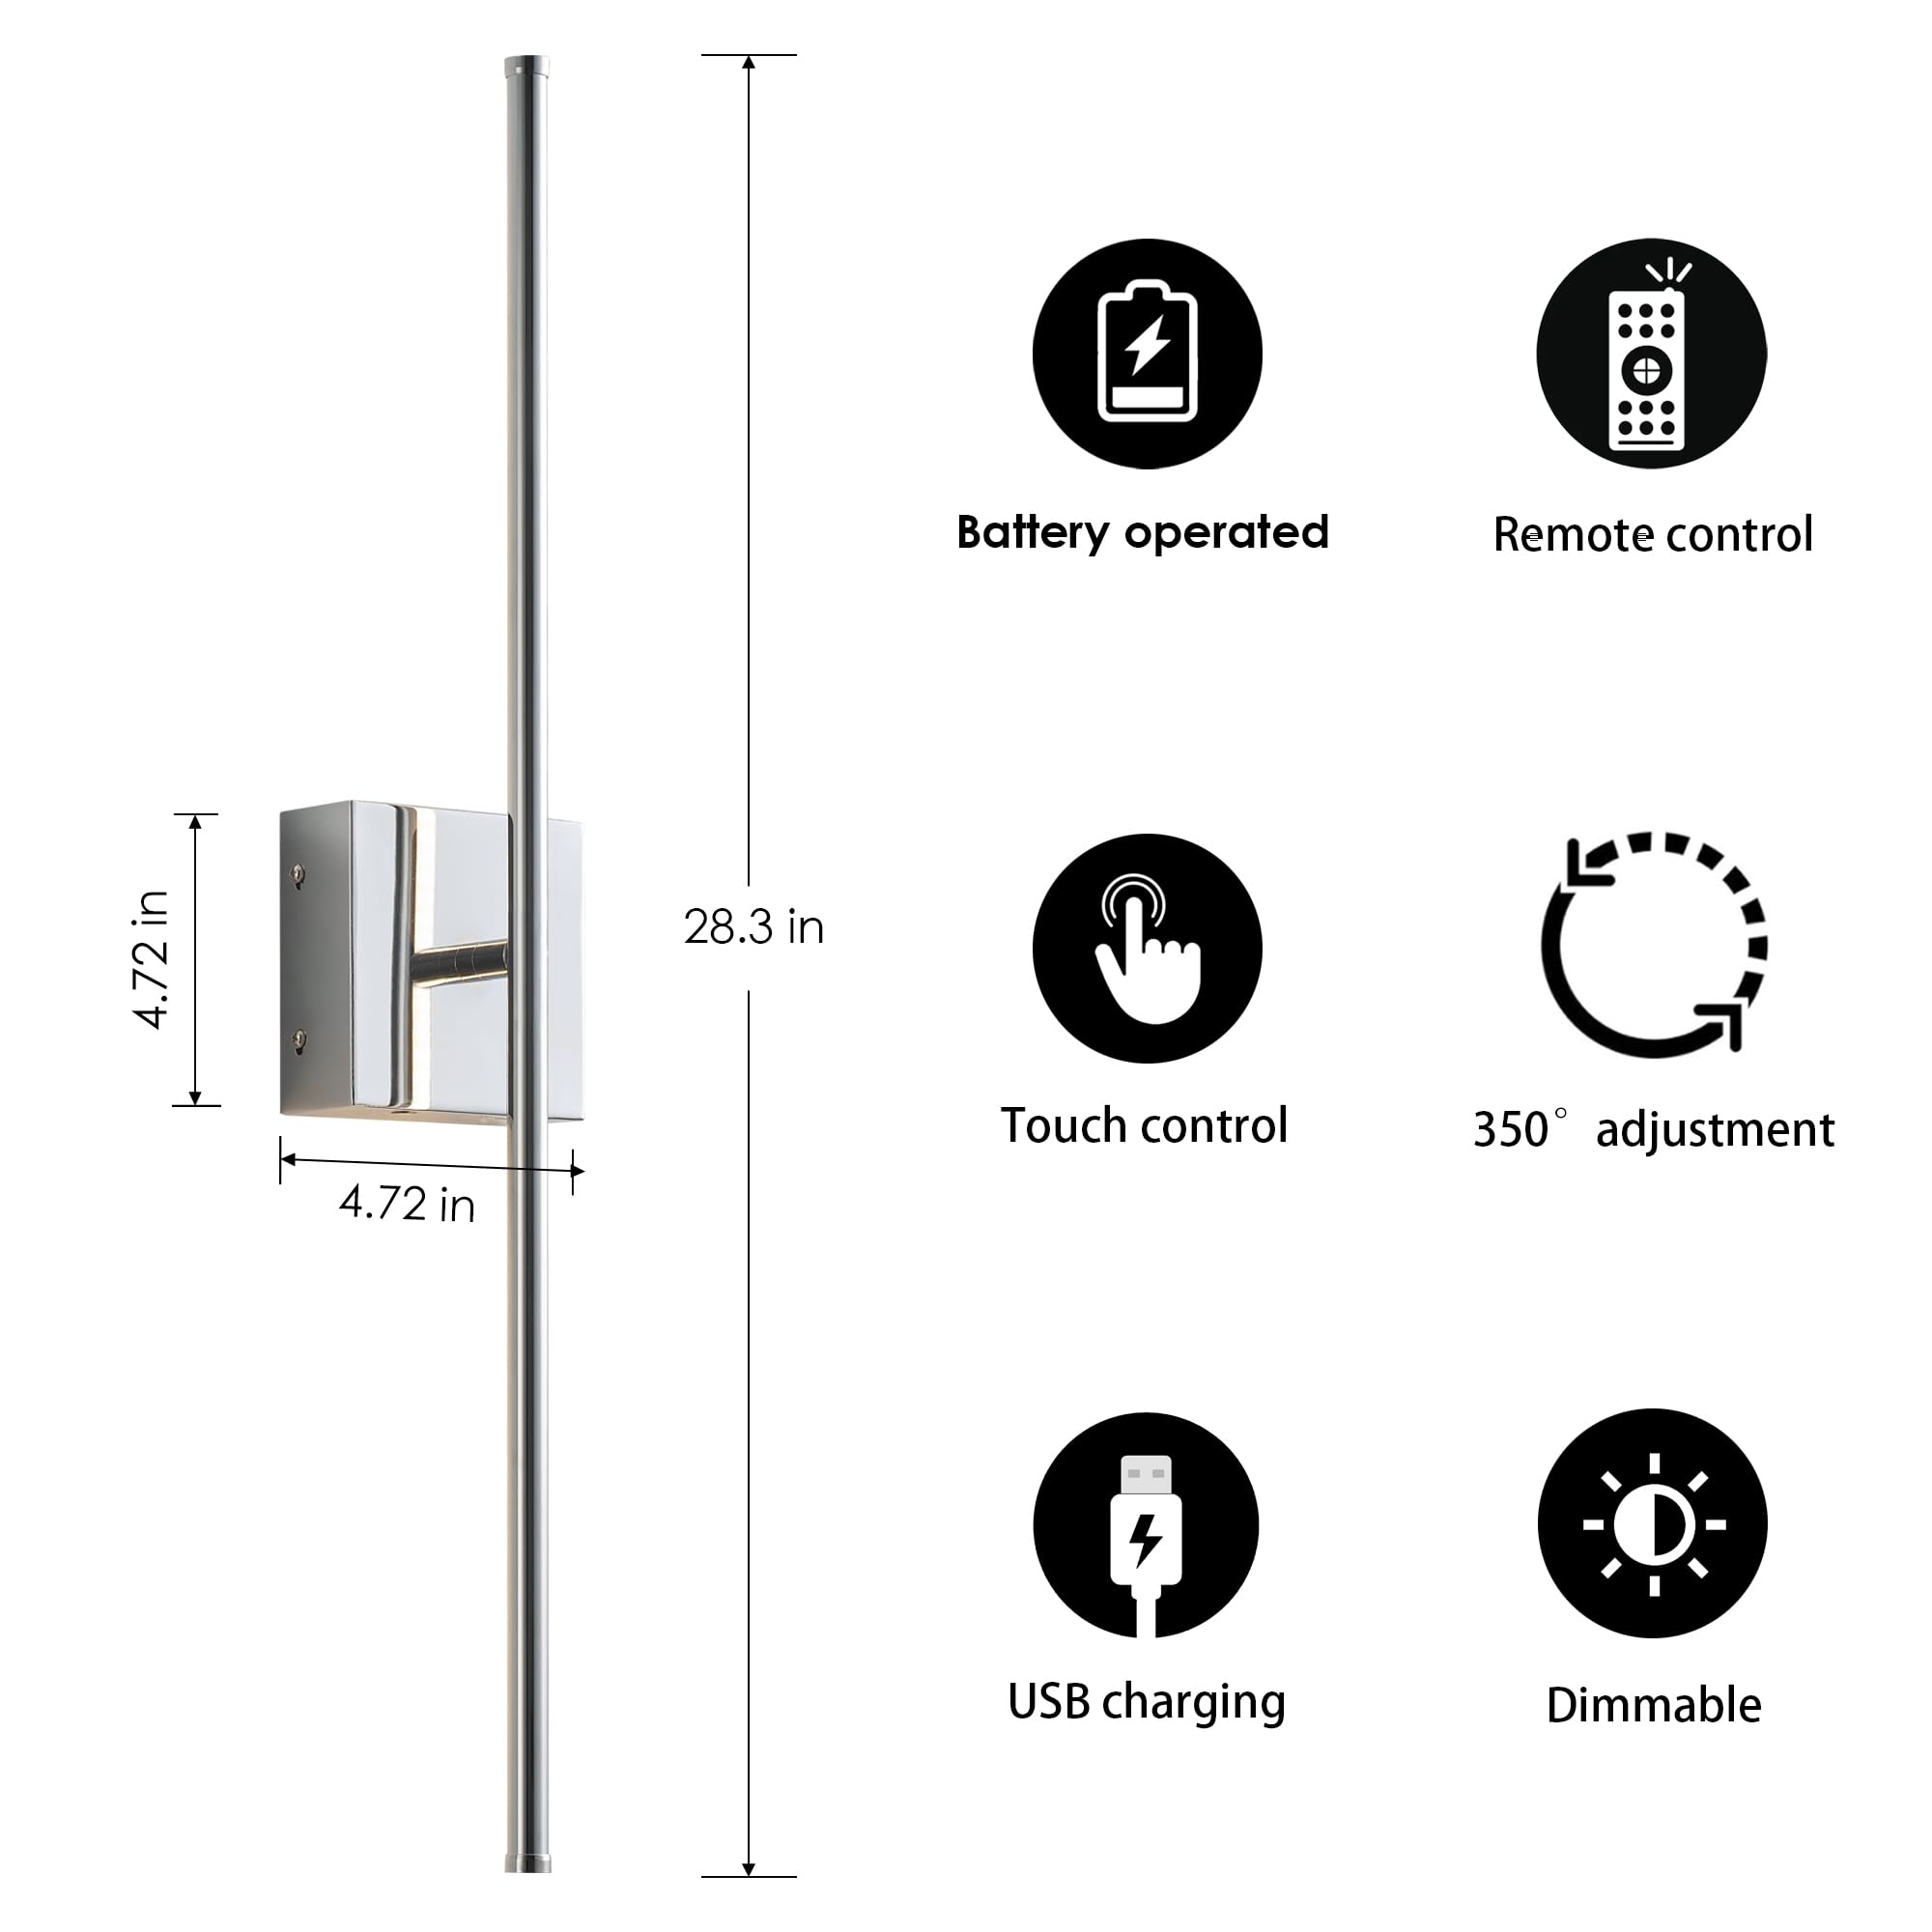 Battery operated
Remote control
4.72 in
28.3 in
4.72 in
Touch control
350° adjustment
USB charging
Dimmable